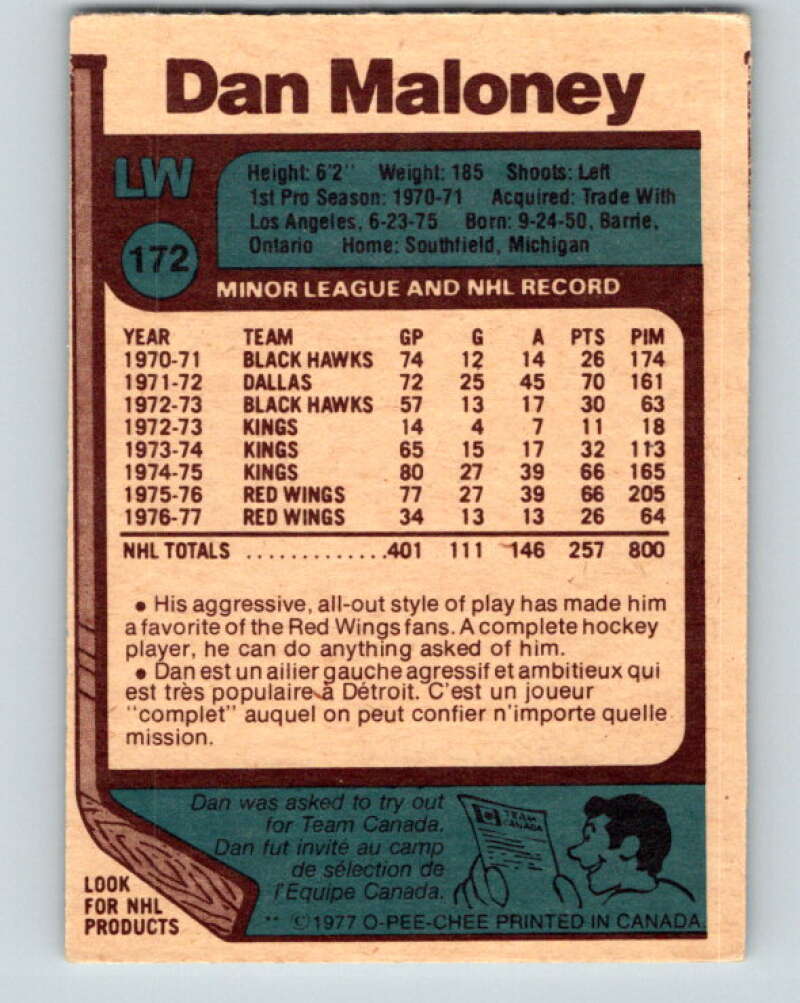 Dan Maloney
LW
172
Height: 6'2'' Weight: 185 Shoots: Left
1st Pro Season: 1970-71 Acquired: Trade With
Los Angeles, 6-23-75 Born: 9-24-50, Barrie,
Ontario Home: Southfield, Michigan
MINOR LEAGUE AND NHL RECORD
YEAR TEAM GP G A PTS PIM
1970-71 BLACK HAWKS 74 12 14 26 174
1971-72 DALLAS 72 25 45 70 161
1972-73 BLACK HAWKS 57 13 17 30 63
1972-73 KINGS 14 4 7 11 18
1973-74 KINGS 65 15 17 32 113
1974-75 KINGS 80 27 39 66 165
1975-76 RED WINGS 77 27 39 66 205
1976-77 RED WINGS 34 13 13 26 64
NHL TOTALS .............401 111 146 257 800
● His aggressive, all-out style of play has made him
a favorite of the Red Wings fans. A complete hockey
player, he can do anything asked of him.
● Dan est un ailier gauche agressif et ambitieux qui
est très populaire à Détroit. C'est un joueur
"complet" auquel on peut confier n'importe quelle
mission.
Dan was asked to try out
for Team Canada.
Dan fut invité au camp
de sélection de
l'Equipe Canada.
TEAM
CANADA
LOOK
FOR NHL
PRODUCTS
** ©1977 O-PEE-CHEE PRINTED IN CANADA